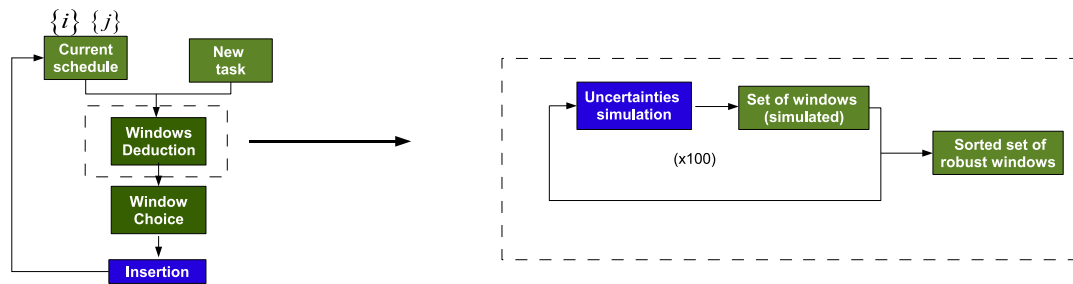 {i} {j}
Current
schedule
New
task
Windows
Deduction
Window
Choice
Insertion
Uncertainties
simulation
Set of windows
(simulated)
(x100)
Sorted set of
robust windows